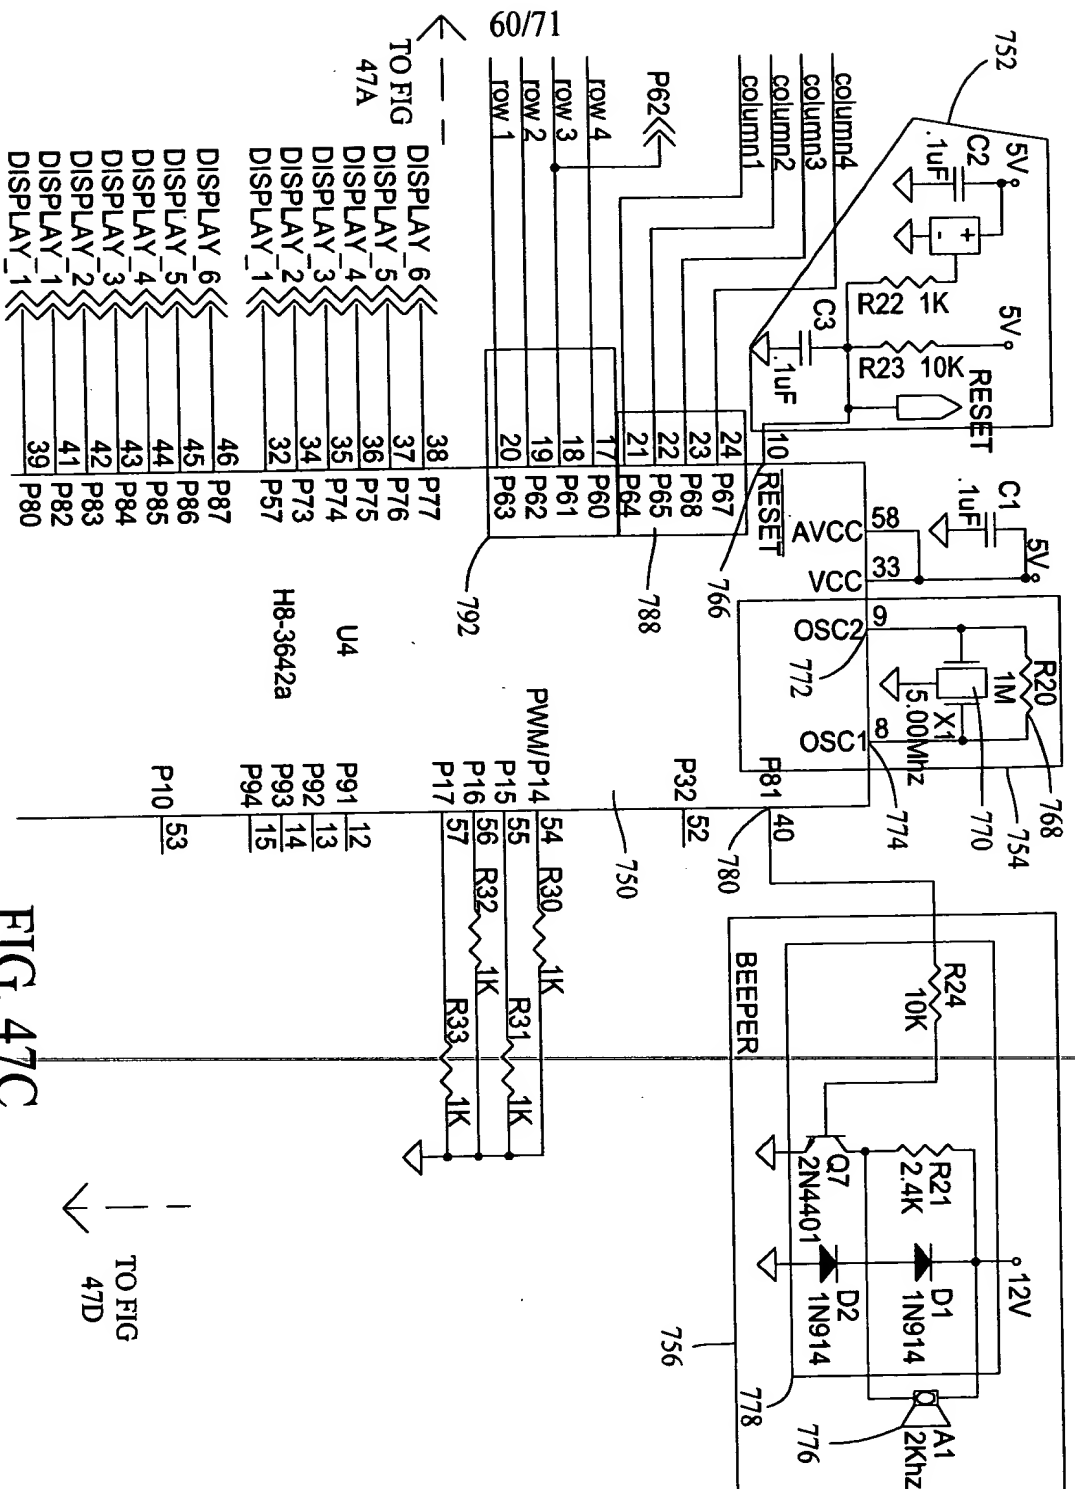 60/71
TO FIG
47A
752
5V
C2
.1uF
+
-
R22 1K
5V
R23 10K
C3
.1uF
RESET
column4
column3
column2
column1
P62
row 4
row 3
row 2
row 1
DISPLAY_6
DISPLAY_5
DISPLAY_4
DISPLAY_3
DISPLAY_2
DISPLAY_1
DISPLAY_6
DISPLAY_5
DISPLAY_4
DISPLAY_3
DISPLAY_2
DISPLAY_1
DISPLAY_1
10 RESET
24 P67
23 P68
22 P65
21 P64
17 P60
18 P61
19 P62
20 P63
38 P77
37 P76
36 P75
35 P74
34 P73
32 P57
46 P87
45 P86
44 P85
43 P84
42 P83
41 P82
39 P80
766
788
792
C1
.1uF
5V
AVCC 58
VCC 33
OSC2 9
OSC1 8
772
774
R20
1M
X1
5.00Mhz
768
770
754
U4
H8-3642a
750
P81 40
780
P32 52
PWM/P14 54
P15 55
P16 56
P17 57
P91 12
P92 13
P93 14
P94 15
P10 53
R30 1K
R31 1K
R32 1K
R33 1K
BEEPER
R24
10K
Q7
2N4401
R21
2.4K
12V
D1
1N914
D2
1N914
A1
2Khz
756
778
776
TO FIG
47D
FIG. 47C